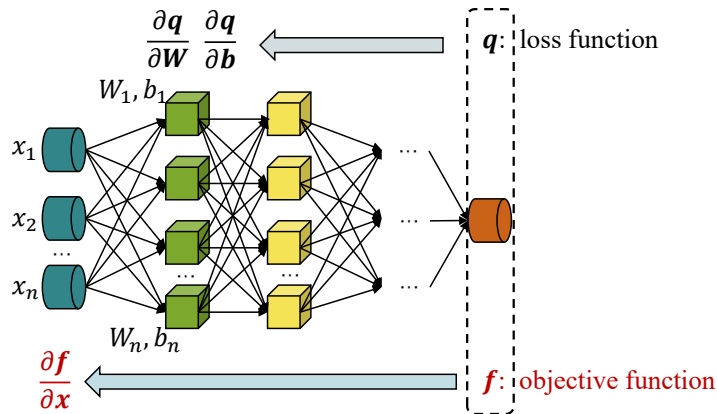 ∂q/∂W ∂q/∂b
q: loss function
W₁, b₁
x₁
x₂
...
xₙ
...
...
...
...
...
Wₙ, bₙ
∂f/∂x
f: objective function